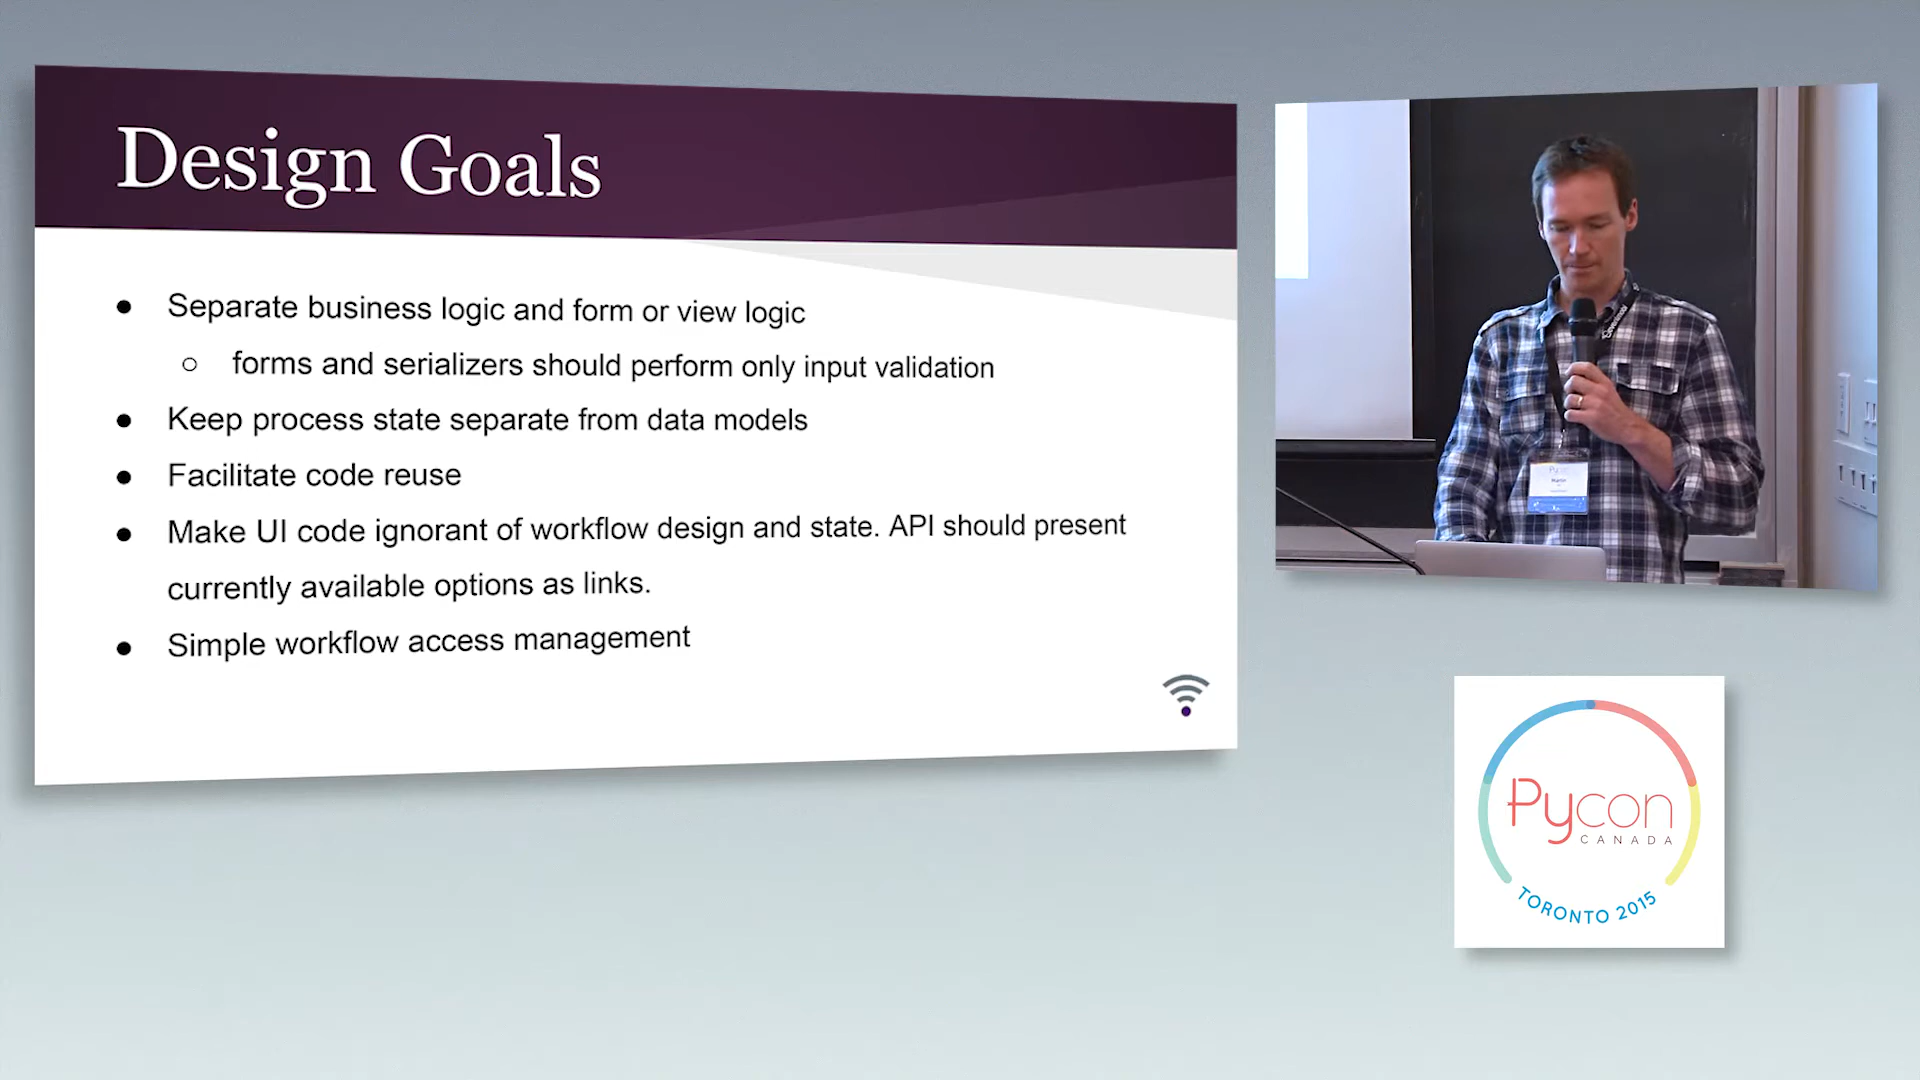 Design Goals
● Separate business logic and form or view logic
○ forms and serializers should perform only input validation
● Keep process state separate from data models
● Facilitate code reuse
● Make UI code ignorant of workflow design and state. API should present
currently available options as links.
● Simple workflow access management
Martin
Pycon
CANADA
TORONTO 2015